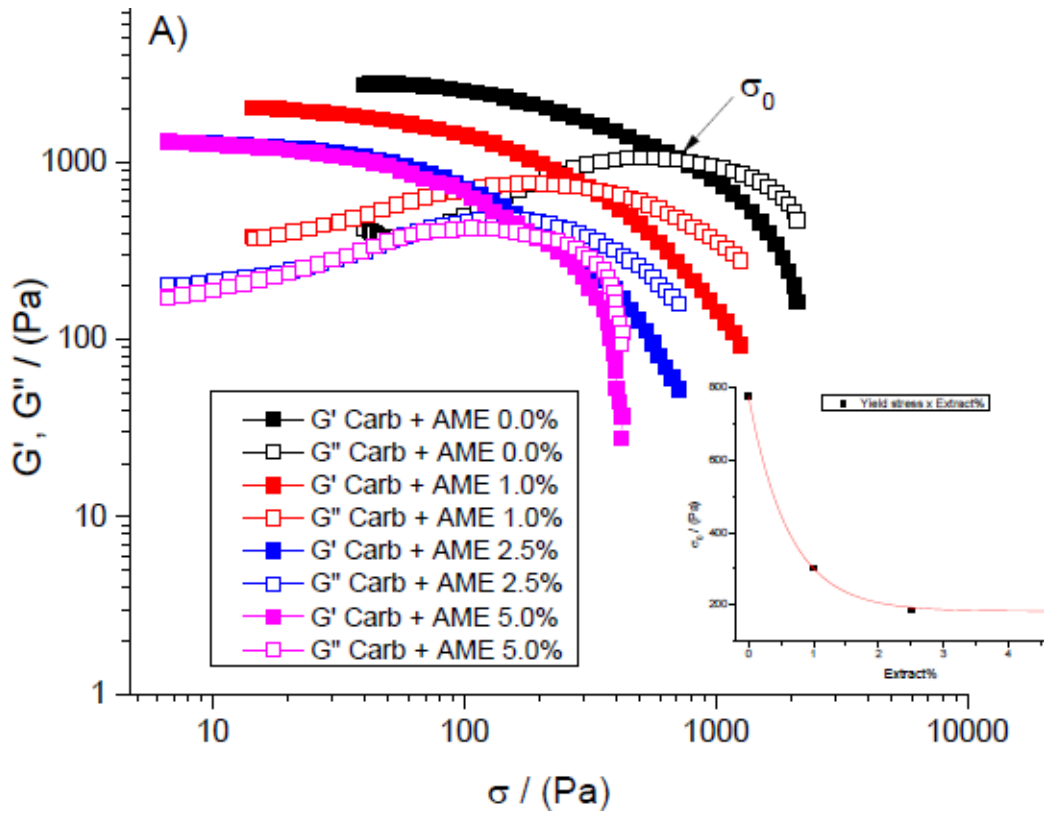 A)
σ₀
G', G" / (Pa)
1000
100
10
1
10
100
1000
10000
σ / (Pa)
G' Carb + AME 0.0%
G" Carb + AME 0.0%
G' Carb + AME 1.0%
G" Carb + AME 1.0%
G' Carb + AME 2.5%
G" Carb + AME 2.5%
G' Carb + AME 5.0%
G" Carb + AME 5.0%
Yield stress x Extract%
σ₀ / (Pa)
800
600
400
200
0
1
2
3
4
Extract%